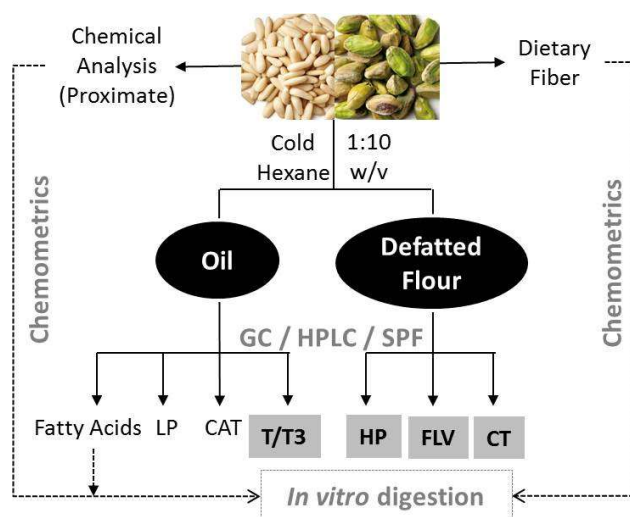 Chemical
Analysis
(Proximate)
Dietary
Fiber
Cold 1:10
Hexane w/v
Chemometrics
Chemometrics
Oil
Defatted
Flour
GC / HPLC / SPF
Fatty Acids LP CAT T/T3 HP FLV CT
In vitro digestion